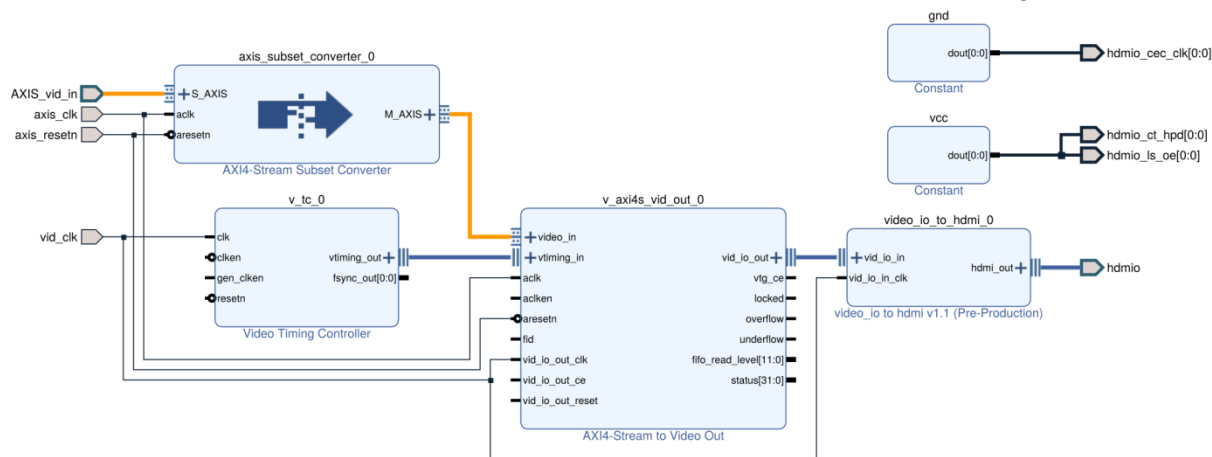 gnd
dout[0:0]
hdmio_cec_clk[0:0]
Constant
axis_subset_converter_0
AXIS_vid_in
S_AXIS
axis_clk
aclk
M_AXIS
axis_resetn
aresetn
AXI4-Stream Subset Converter
vcc
dout[0:0]
hdmio_ct_hpd[0:0]
hdmio_ls_oe[0:0]
Constant
v_tc_0
vid_clk
clk
clken
vtiming_out
gen_clken
fsync_out[0:0]
resetn
Video Timing Controller
v_axi4s_vid_out_0
video_in
vtiming_in
vid_io_out
aclk
vtg_ce
aclken
locked
aresetn
overflow
fid
underflow
vid_io_out_clk
fifo_read_level[11:0]
vid_io_out_ce
status[31:0]
vid_io_out_reset
AXI4-Stream to Video Out
video_io_to_hdmi_0
vid_io_in
hdmi_out
hdmio
vid_io_in_clk
video_io to hdmi v1.1 (Pre-Production)